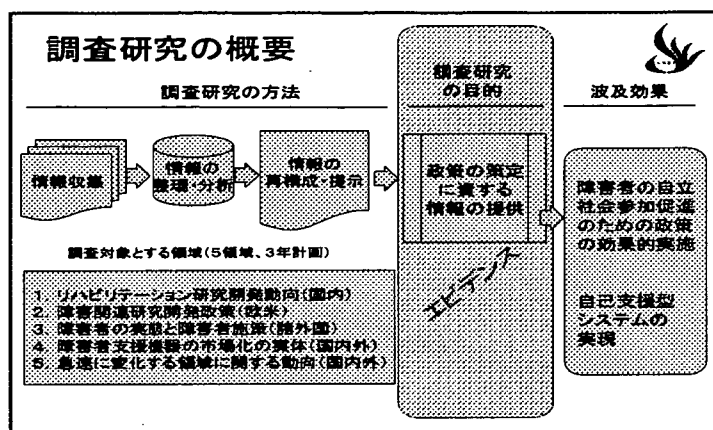 調査研究の概要
調査研究の方法
調査研究
の目的
波及効果
情報収集
情報の
整理・分析
情報の
再構成・提示
政策の策定
に資する
情報の提供
エビデンス
障害者の自立
社会参加促進
のための政策
の効果的実施
自己支援型
システムの
実現
調査対象とする領域(5領域、3年計画)
1. リハビリテーション研究開発動向(国内)
2. 障害関連研究開発政策(欧米)
3. 障害者の実態と障害者施策(諸外国)
4. 障害者支援機器の市場化の実体(国内外)
5. 急速に変化する領域に関する動向(国内外)